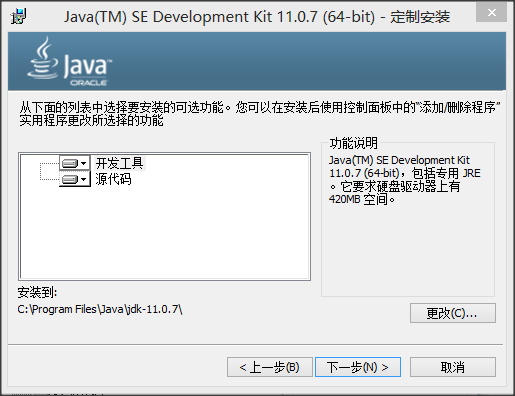 Java(TM) SE Development Kit 11.0.7 (64-bit) - 定制安装
Java
ORACLE
从下面的列表中选择要安装的可选功能。您可以在安装后使用控制面板中的“添加/删除程序”
实用程序更改所选择的功能
开发工具
源代码
功能说明
Java(TM) SE Development Kit
11.0.7 (64-bit)，包括专用 JRE
。它要求硬盘驱动器上有
420MB 空间。
安装到:
C:\Program Files\Java\jdk-11.0.7\
更改(C)...
< 上一步(B)
下一步(N) >
取消